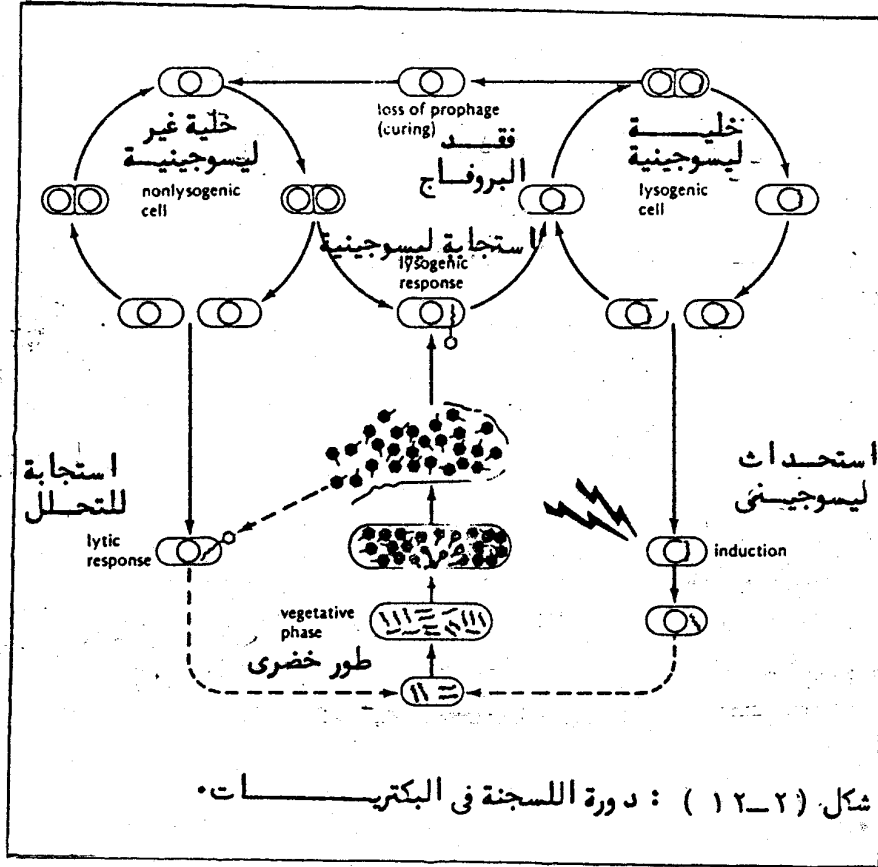 loss of prophage
(curing)
فقد
البروفاج
خلية غير
ليسوجينية
nonlysogenic
cell
خلية
ليسوجينية
lysogenic
cell
استجابة ليسوجينية
lysogenic
response
استجابة
للتحلل
lytic
response
استحداث
ليسوجينى
induction
vegetative
phase
طور خضرى
شكل (٢-١٢) : دورة اللسجنة فى البكتريات.